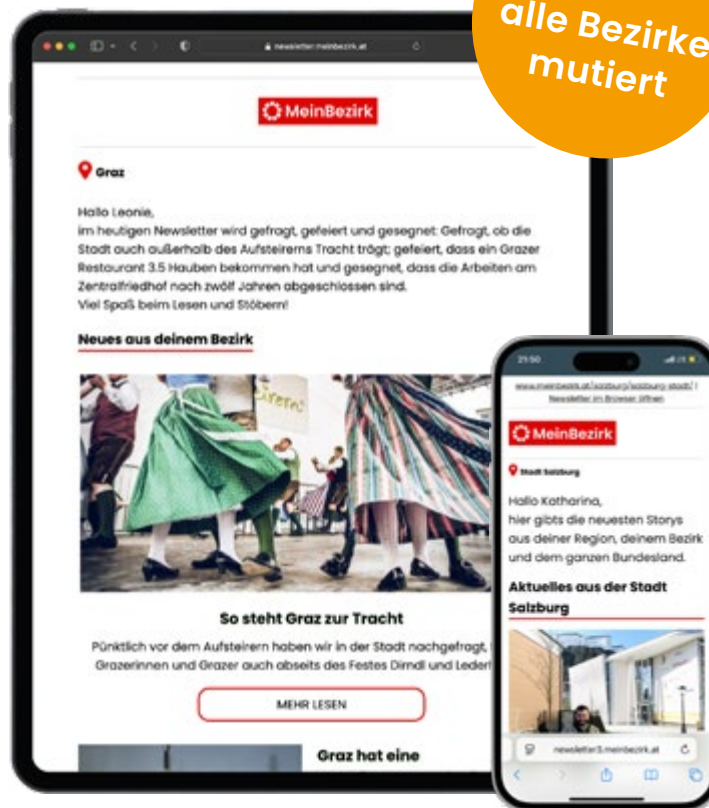 alle Bezirke
mutiert
newsletter.meinbezirk.at
MeinBezirk
Graz
Hallo Leonie,
im heutigen Newsletter wird gefragt, gefeiert und gesegnet: Gefragt, ob die
Stadt auch außerhalb des Aufsteirerns Tracht trägt; gefeiert, dass ein Grazer
Restaurant 3.5 Hauben bekommen hat und gesegnet, dass die Arbeiten am
Zentralfriedhof nach zwölf Jahren abgeschlossen sind.
Viel Spaß beim Lesen und Stöbern!
Neues aus deinem Bezirk
So steht Graz zur Tracht
Pünktlich vor dem Aufsteirern haben wir in der Stadt nachgefragt,
Grazerinnen und Grazer auch abseits des Festes Dirndl und Leder
MEHR LESEN
Graz hat eine
21:50
www.meinbezirk.at/salzburg/salzburg-stadt/ |
Newsletter im Browser öffnen
MeinBezirk
Stadt Salzburg
Hallo Katharina,
hier gibts die neuesten Storys
aus deiner Region, deinem Bezirk
und dem ganzen Bundesland.
Aktuelles aus der Stadt
Salzburg
newsletter3.meinbezirk.at